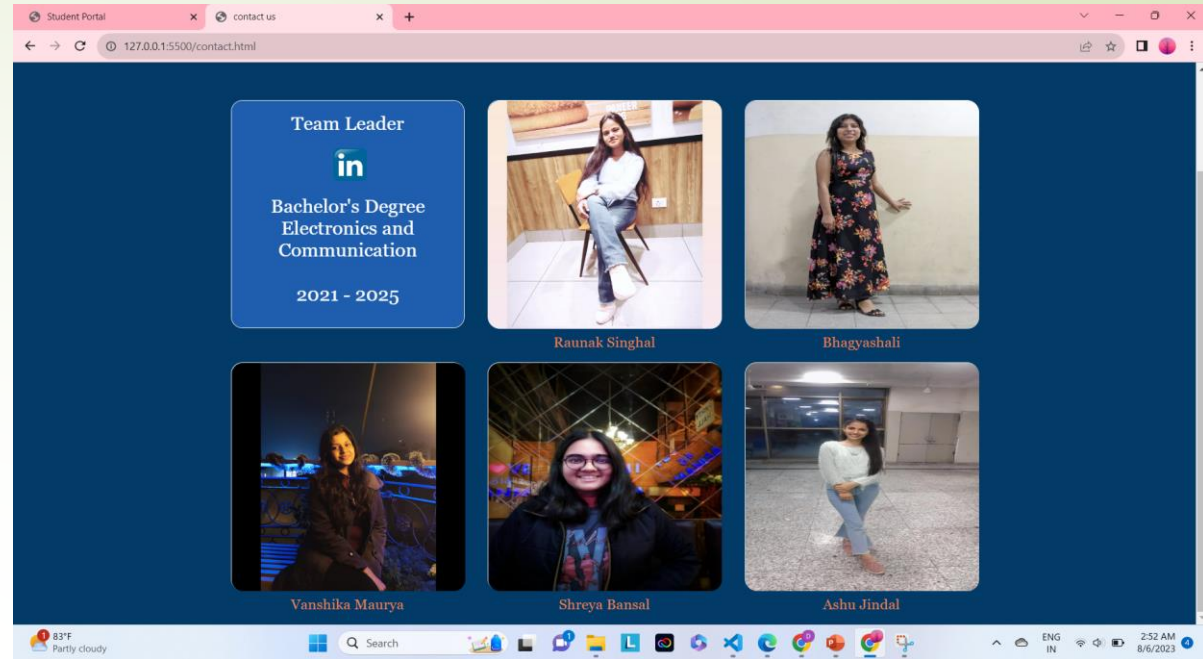 Student Portal
contact us
127.0.0.1:5500/contact.html
Team Leader
in
Bachelor's Degree
Electronics and
Communication
2021 - 2025
Raunak Singhal
Bhagyashali
Vanshika Maurya
Shreya Bansal
Ashu Jindal
1
83°F
Partly cloudy
Search
L
ENG
IN
2:52 AM
8/6/2023
4